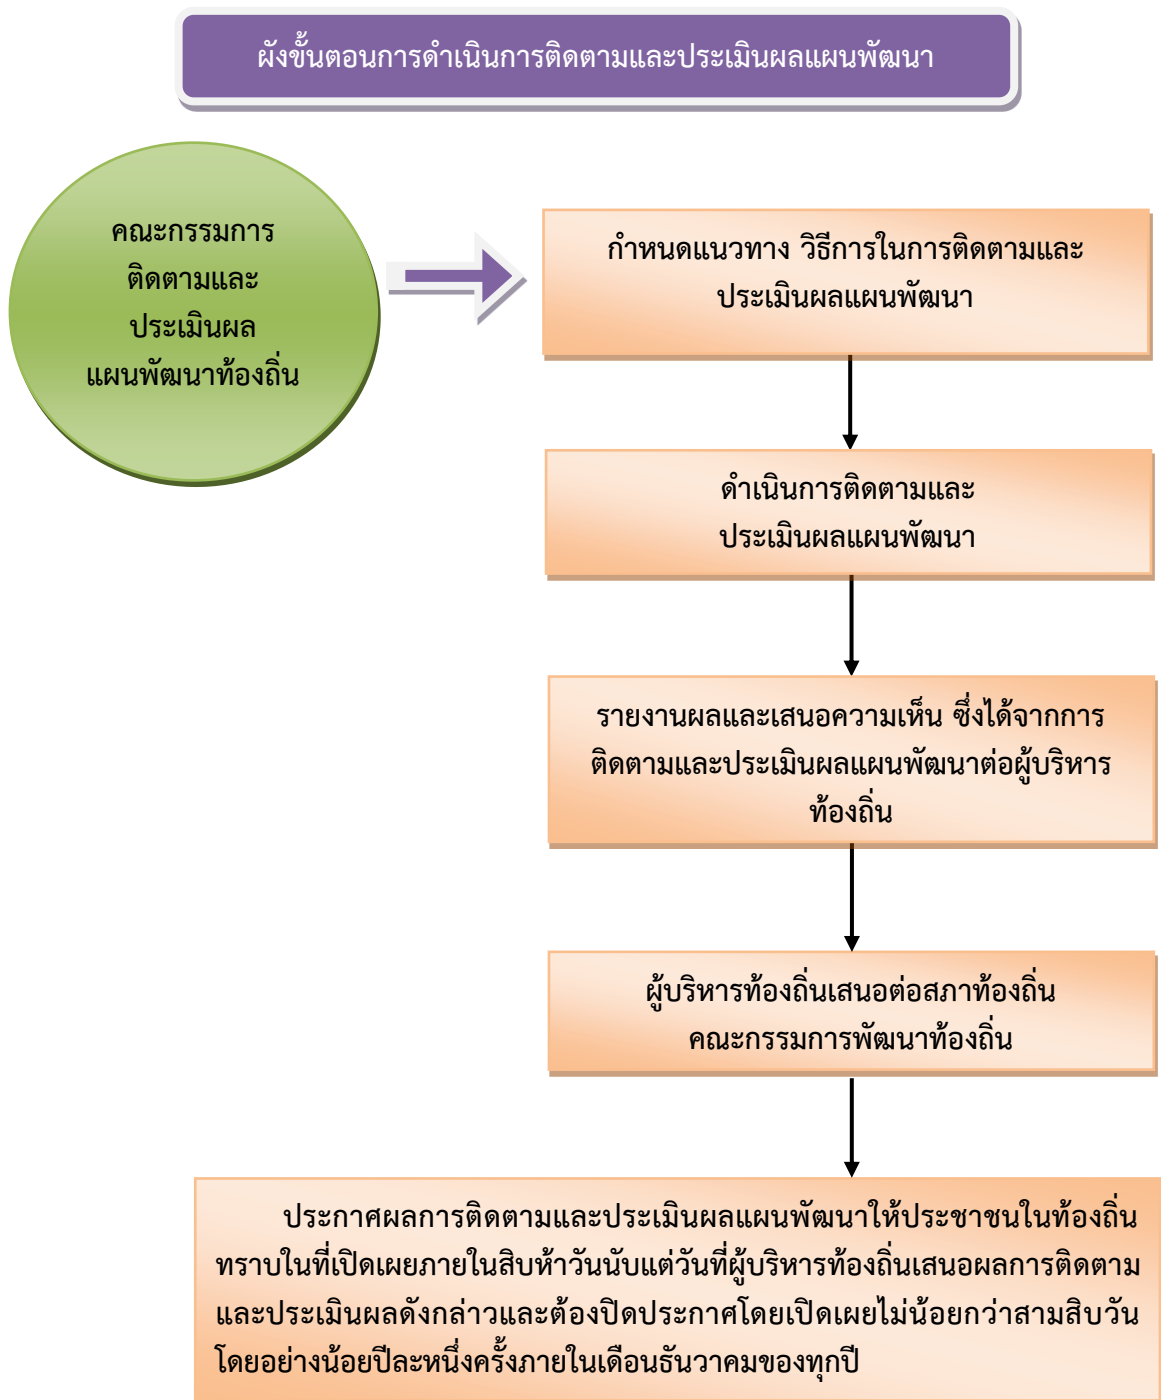 ผังขั้นตอนการดำเนินการติดตามและประเมินผลแผนพัฒนา
คณะกรรมการ
ติดตามและ
ประเมินผล
แผนพัฒนาท้องถิ่น
กำหนดแนวทาง วิธีการในการติดตามและ
ประเมินผลแผนพัฒนา
ดำเนินการติดตามและ
ประเมินผลแผนพัฒนา
รายงานผลและเสนอความเห็น ซึ่งได้จากการ
ติดตามและประเมินผลแผนพัฒนาต่อผู้บริหาร
ท้องถิ่น
ผู้บริหารท้องถิ่นเสนอต่อสภาท้องถิ่น
คณะกรรมการพัฒนาท้องถิ่น
ประกาศผลการติดตามและประเมินผลแผนพัฒนาให้ประชาชนในท้องถิ่น
ทราบในที่เปิดเผยภายในสิบห้าวันนับแต่วันที่ผู้บริหารท้องถิ่นเสนอผลการติดตาม
และประเมินผลดังกล่าวและต้องปิดประกาศโดยเปิดเผยไม่น้อยกว่าสามสิบวัน
โดยอย่างน้อยปีละหนึ่งครั้งภายในเดือนธันวาคมของทุกปี